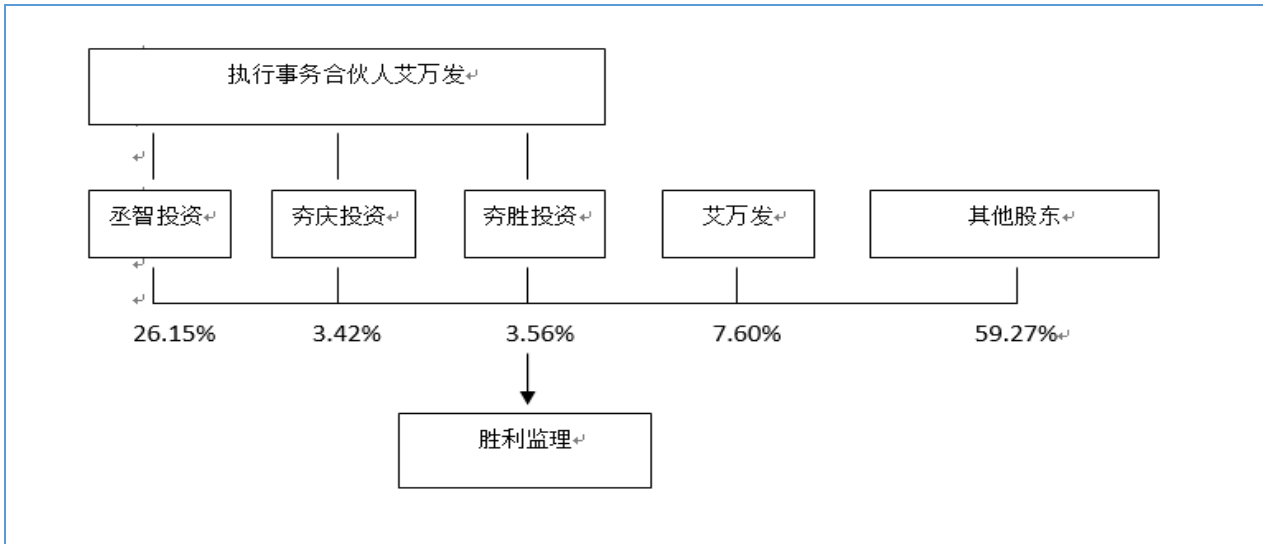 执行事务合伙人艾万发
丞智投资 夯庆投资 夯胜投资 艾万发 其他股东
26.15% 3.42% 3.56% 7.60% 59.27%
胜利监理